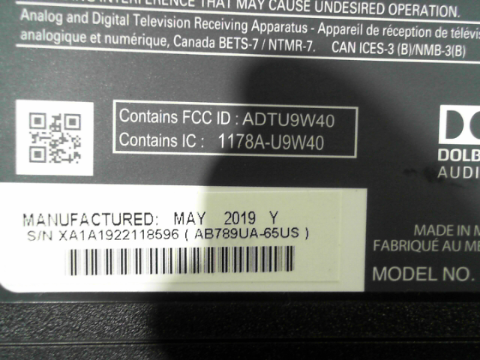 INTERFERENCE THAT MAY CAUSE UNDESIRED OPERATION.
Analog and Digital Television Receiving Apparatus - Appareil de réception de télévi
analogique et numérique, Canada BETS-7 / NTMR-7. CAN ICES-3 (B)/NMB-3(B)
Contains FCC ID : ADTU9W40
Contains IC : 1178A-U9W40
DOLB
AUDI
MANUFACTURED: MAY 2019 Y
S/N XA1A1922118596 ( AB789UA-65US )
MADE IN M
FABRIQUÉ AU ME
MODEL NO.